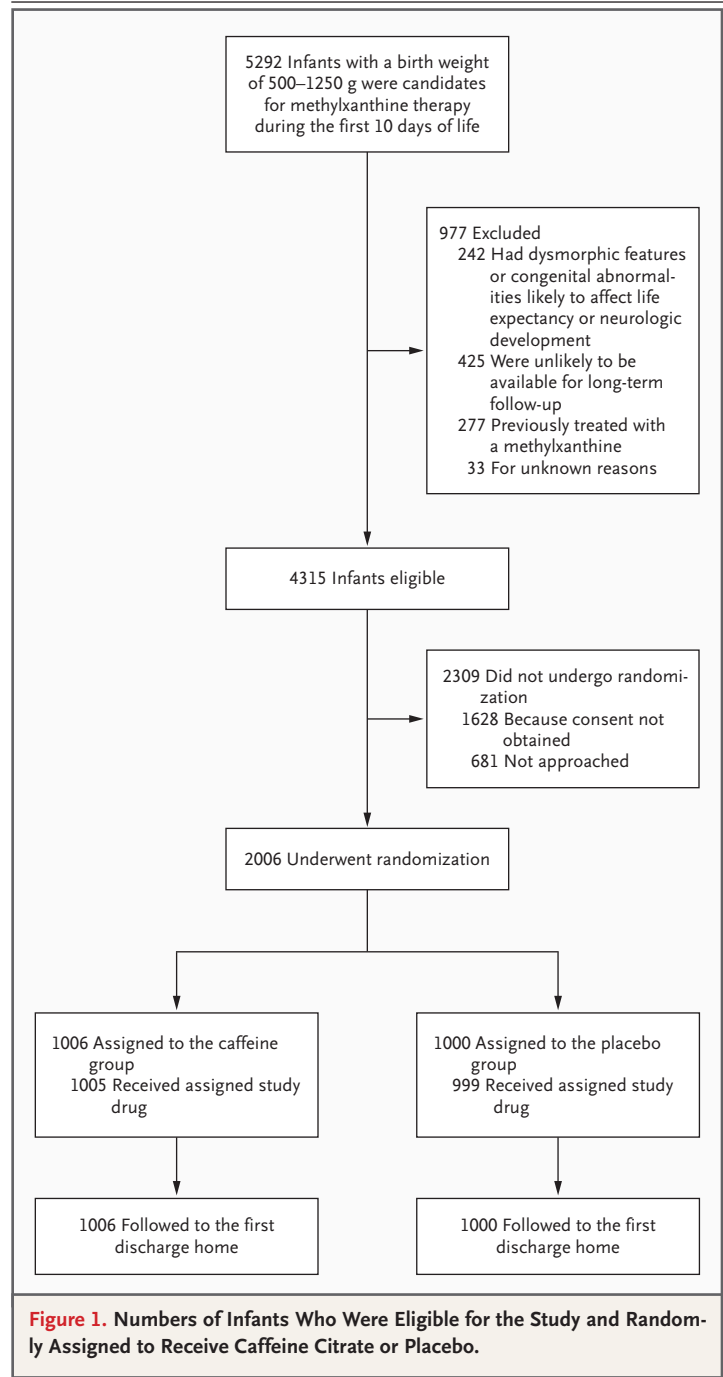 5292 Infants with a birth weight
of 500–1250 g were candidates
for methylxanthine therapy
during the first 10 days of life
977 Excluded
242 Had dysmorphic features
or congenital abnormal-
ities likely to affect life
expectancy or neurologic
development
425 Were unlikely to be
available for long-term
follow-up
277 Previously treated with
a methylxanthine
33 For unknown reasons
4315 Infants eligible
2309 Did not undergo randomi-
zation
1628 Because consent not
obtained
681 Not approached
2006 Underwent randomization
1006 Assigned to the caffeine
group
1005 Received assigned study
drug
1000 Assigned to the placebo
group
999 Received assigned study
drug
1006 Followed to the first
discharge home
1000 Followed to the first
discharge home
Figure 1. Numbers of Infants Who Were Eligible for the Study and Random-
ly Assigned to Receive Caffeine Citrate or Placebo.